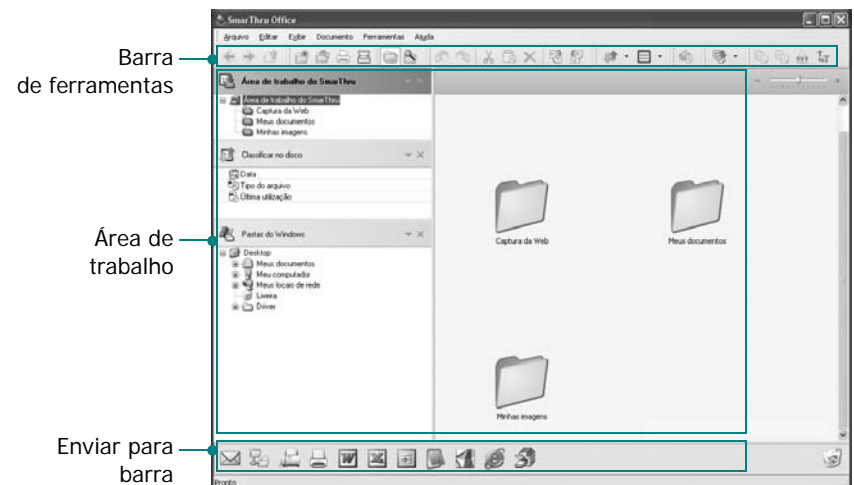 SmarThru Office
Arquivo Editar Exibe Documento Ferramentas Ajuda
Barra
de ferramentas
Área de trabalho do SmarThru
Área de trabalho do SmarThru
Captura da Web
Meus documentos
Minhas imagens
Classificar no disco
Data
Tipo do arquivo
Última utilização
Área de
trabalho
Pastas do Windows
Desktop
Meus documentos
Meu computador
Meus locais de rede
Lixeira
Driver
Captura da Web
Meus documentos
Minhas imagens
Enviar para
barra
Pronto